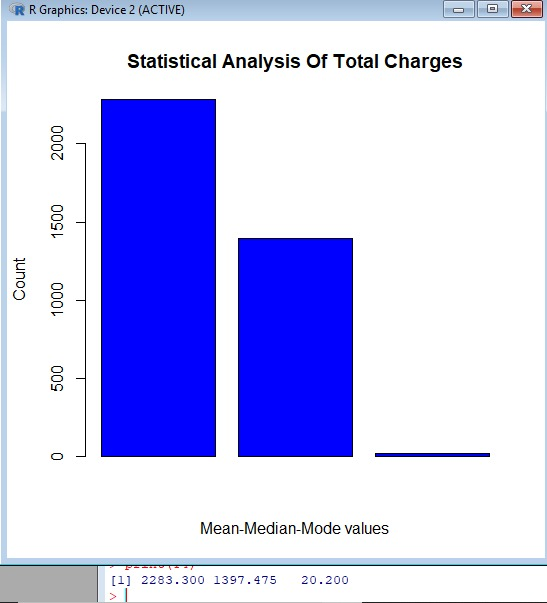 R Graphics: Device 2 (ACTIVE)
Statistical Analysis Of Total Charges
2000
1500
1000
500
0
Count
Mean-Median-Mode values
[1] 2283.300 1397.475 20.200
>